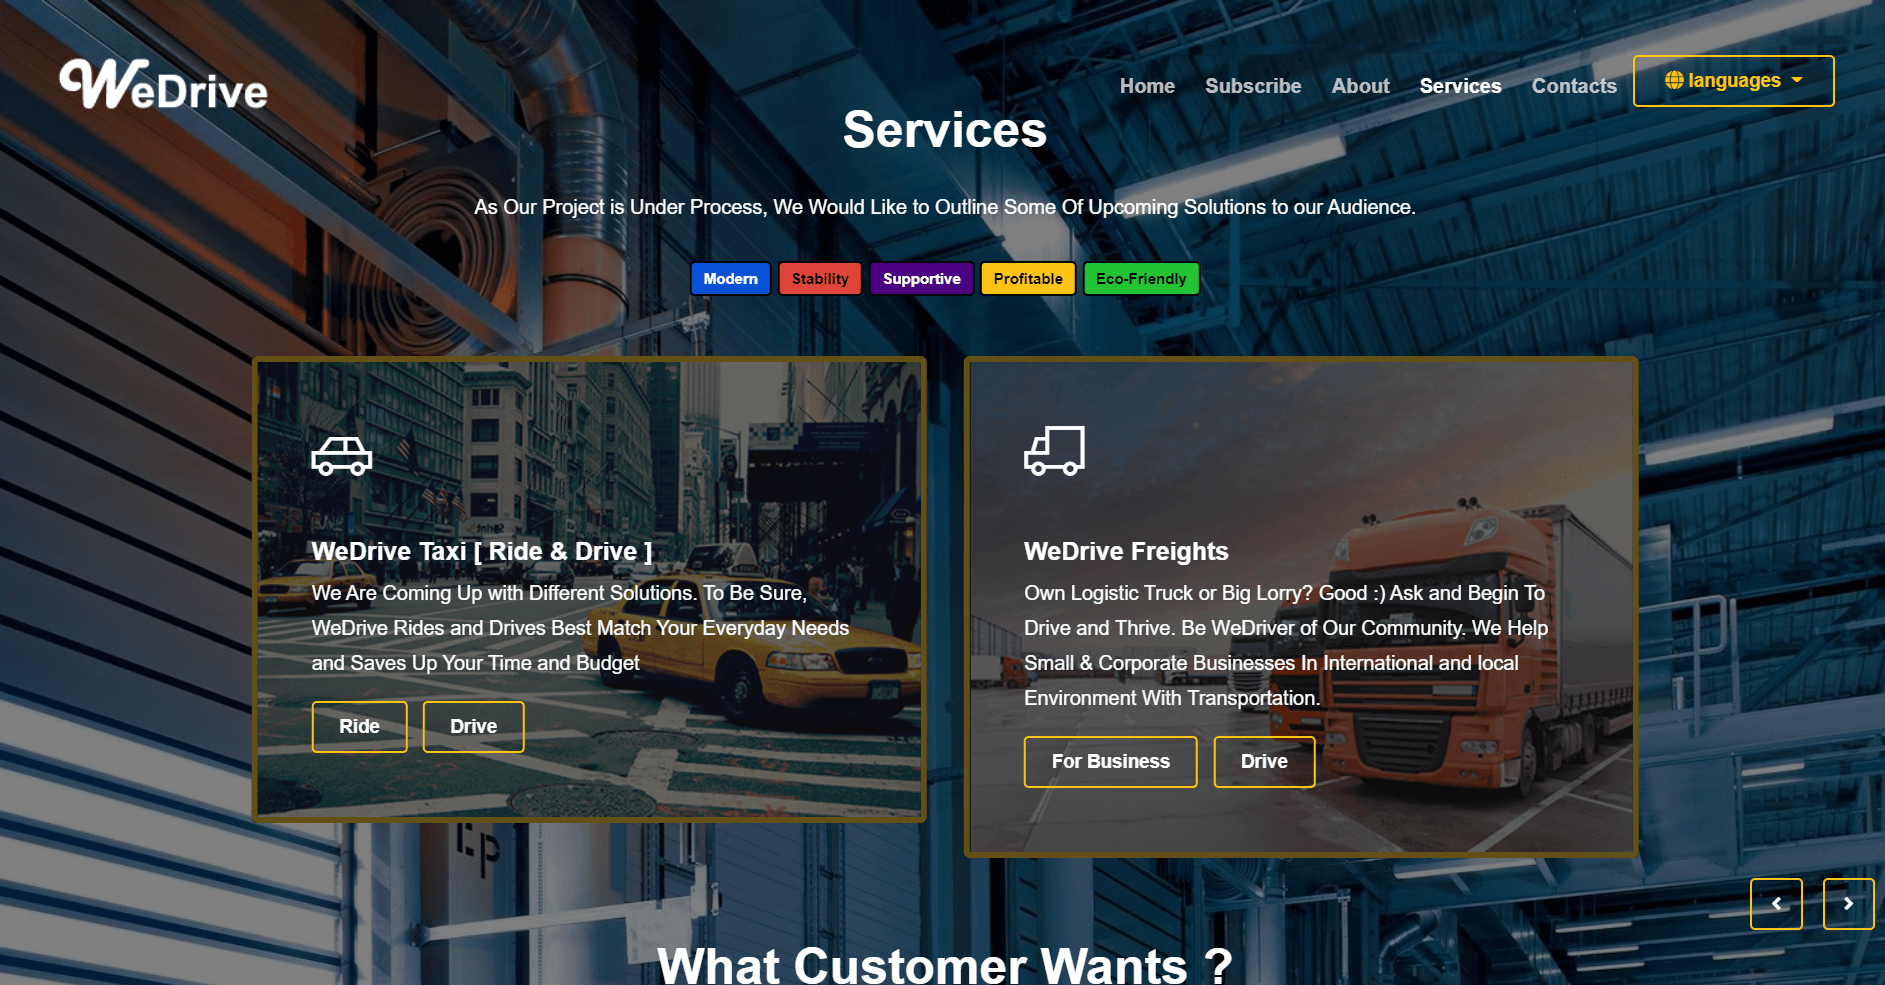 WeDrive
Home Subscribe About Services Contacts languages
Services
As Our Project is Under Process, We Would Like to Outline Some Of Upcoming Solutions to our Audience.
Modern Stability Supportive Profitable Eco-Friendly
WeDrive Taxi [ Ride & Drive ]
We Are Coming Up with Different Solutions. To Be Sure,
WeDrive Rides and Drives Best Match Your Everyday Needs
and Saves Up Your Time and Budget
Ride Drive
WeDrive Freights
Own Logistic Truck or Big Lorry? Good :) Ask and Begin To
Drive and Thrive. Be WeDriver of Our Community. We Help
Small & Corporate Businesses In International and local
Environment With Transportation.
For Business Drive
What Customer Wants ?